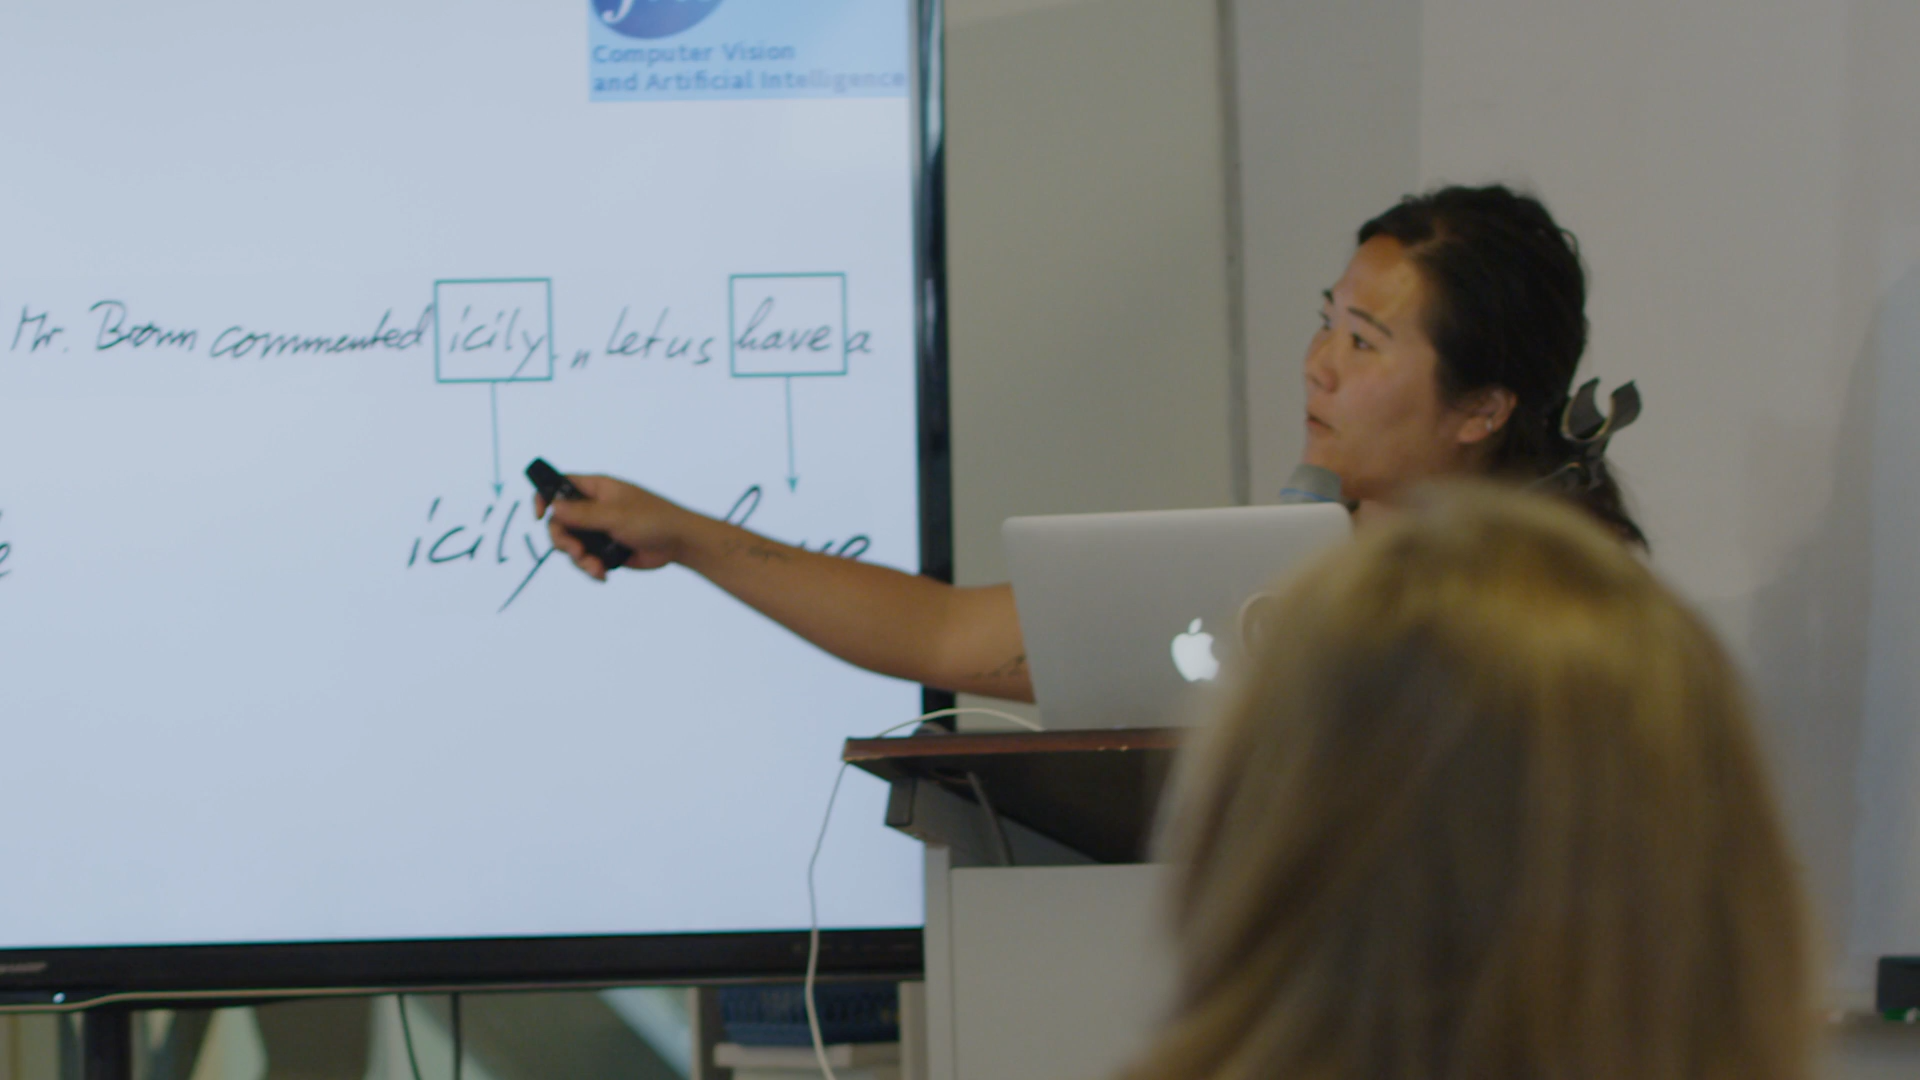 Computer Vision
and Artificial Intelligence
Mr. Brown commented icily. „Let us have a
icily